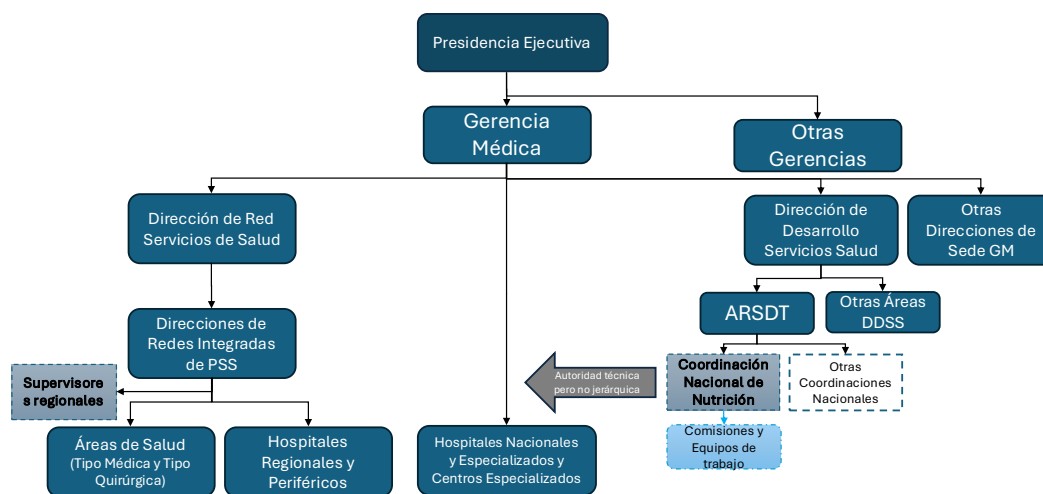 Presidencia Ejecutiva
Gerencia
Médica
Otras
Gerencias
Dirección de Red
Servicios de Salud
Dirección de
Desarrollo
Servicios Salud
Otras
Direcciones de
Sede GM
ARSDT
Otras Áreas
DDSS
Direcciones de
Redes Integradas
de PSS
Supervisore
s regionales
Autoridad técnica
pero no jerárquica
Coordinación
Nacional de
Nutrición
Otras
Coordinaciones
Nacionales
Áreas de Salud
(Tipo Médica y Tipo
Quirúrgica)
Hospitales
Regionales y
Periféricos
Hospitales Nacionales
y Especializados y
Centros Especializados
Comisiones y
Equipos de
trabajo